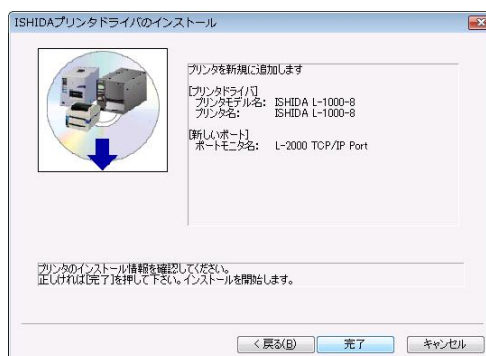 ISHIDAプリンタドライバのインストール
プリンタを新規に追加します
[プリンタドライバ]
プリンタモデル名: ISHIDA L-1000-8
プリンタ名: ISHIDA L-1000-8
[新しいポート]
ポートモニタ名: L-2000 TCP/IP Port
プリンタのインストール情報を確認してください。
正しければ[完了]を押して下さい。インストールを開始します。
< 戻る(B)
完了
キャンセル